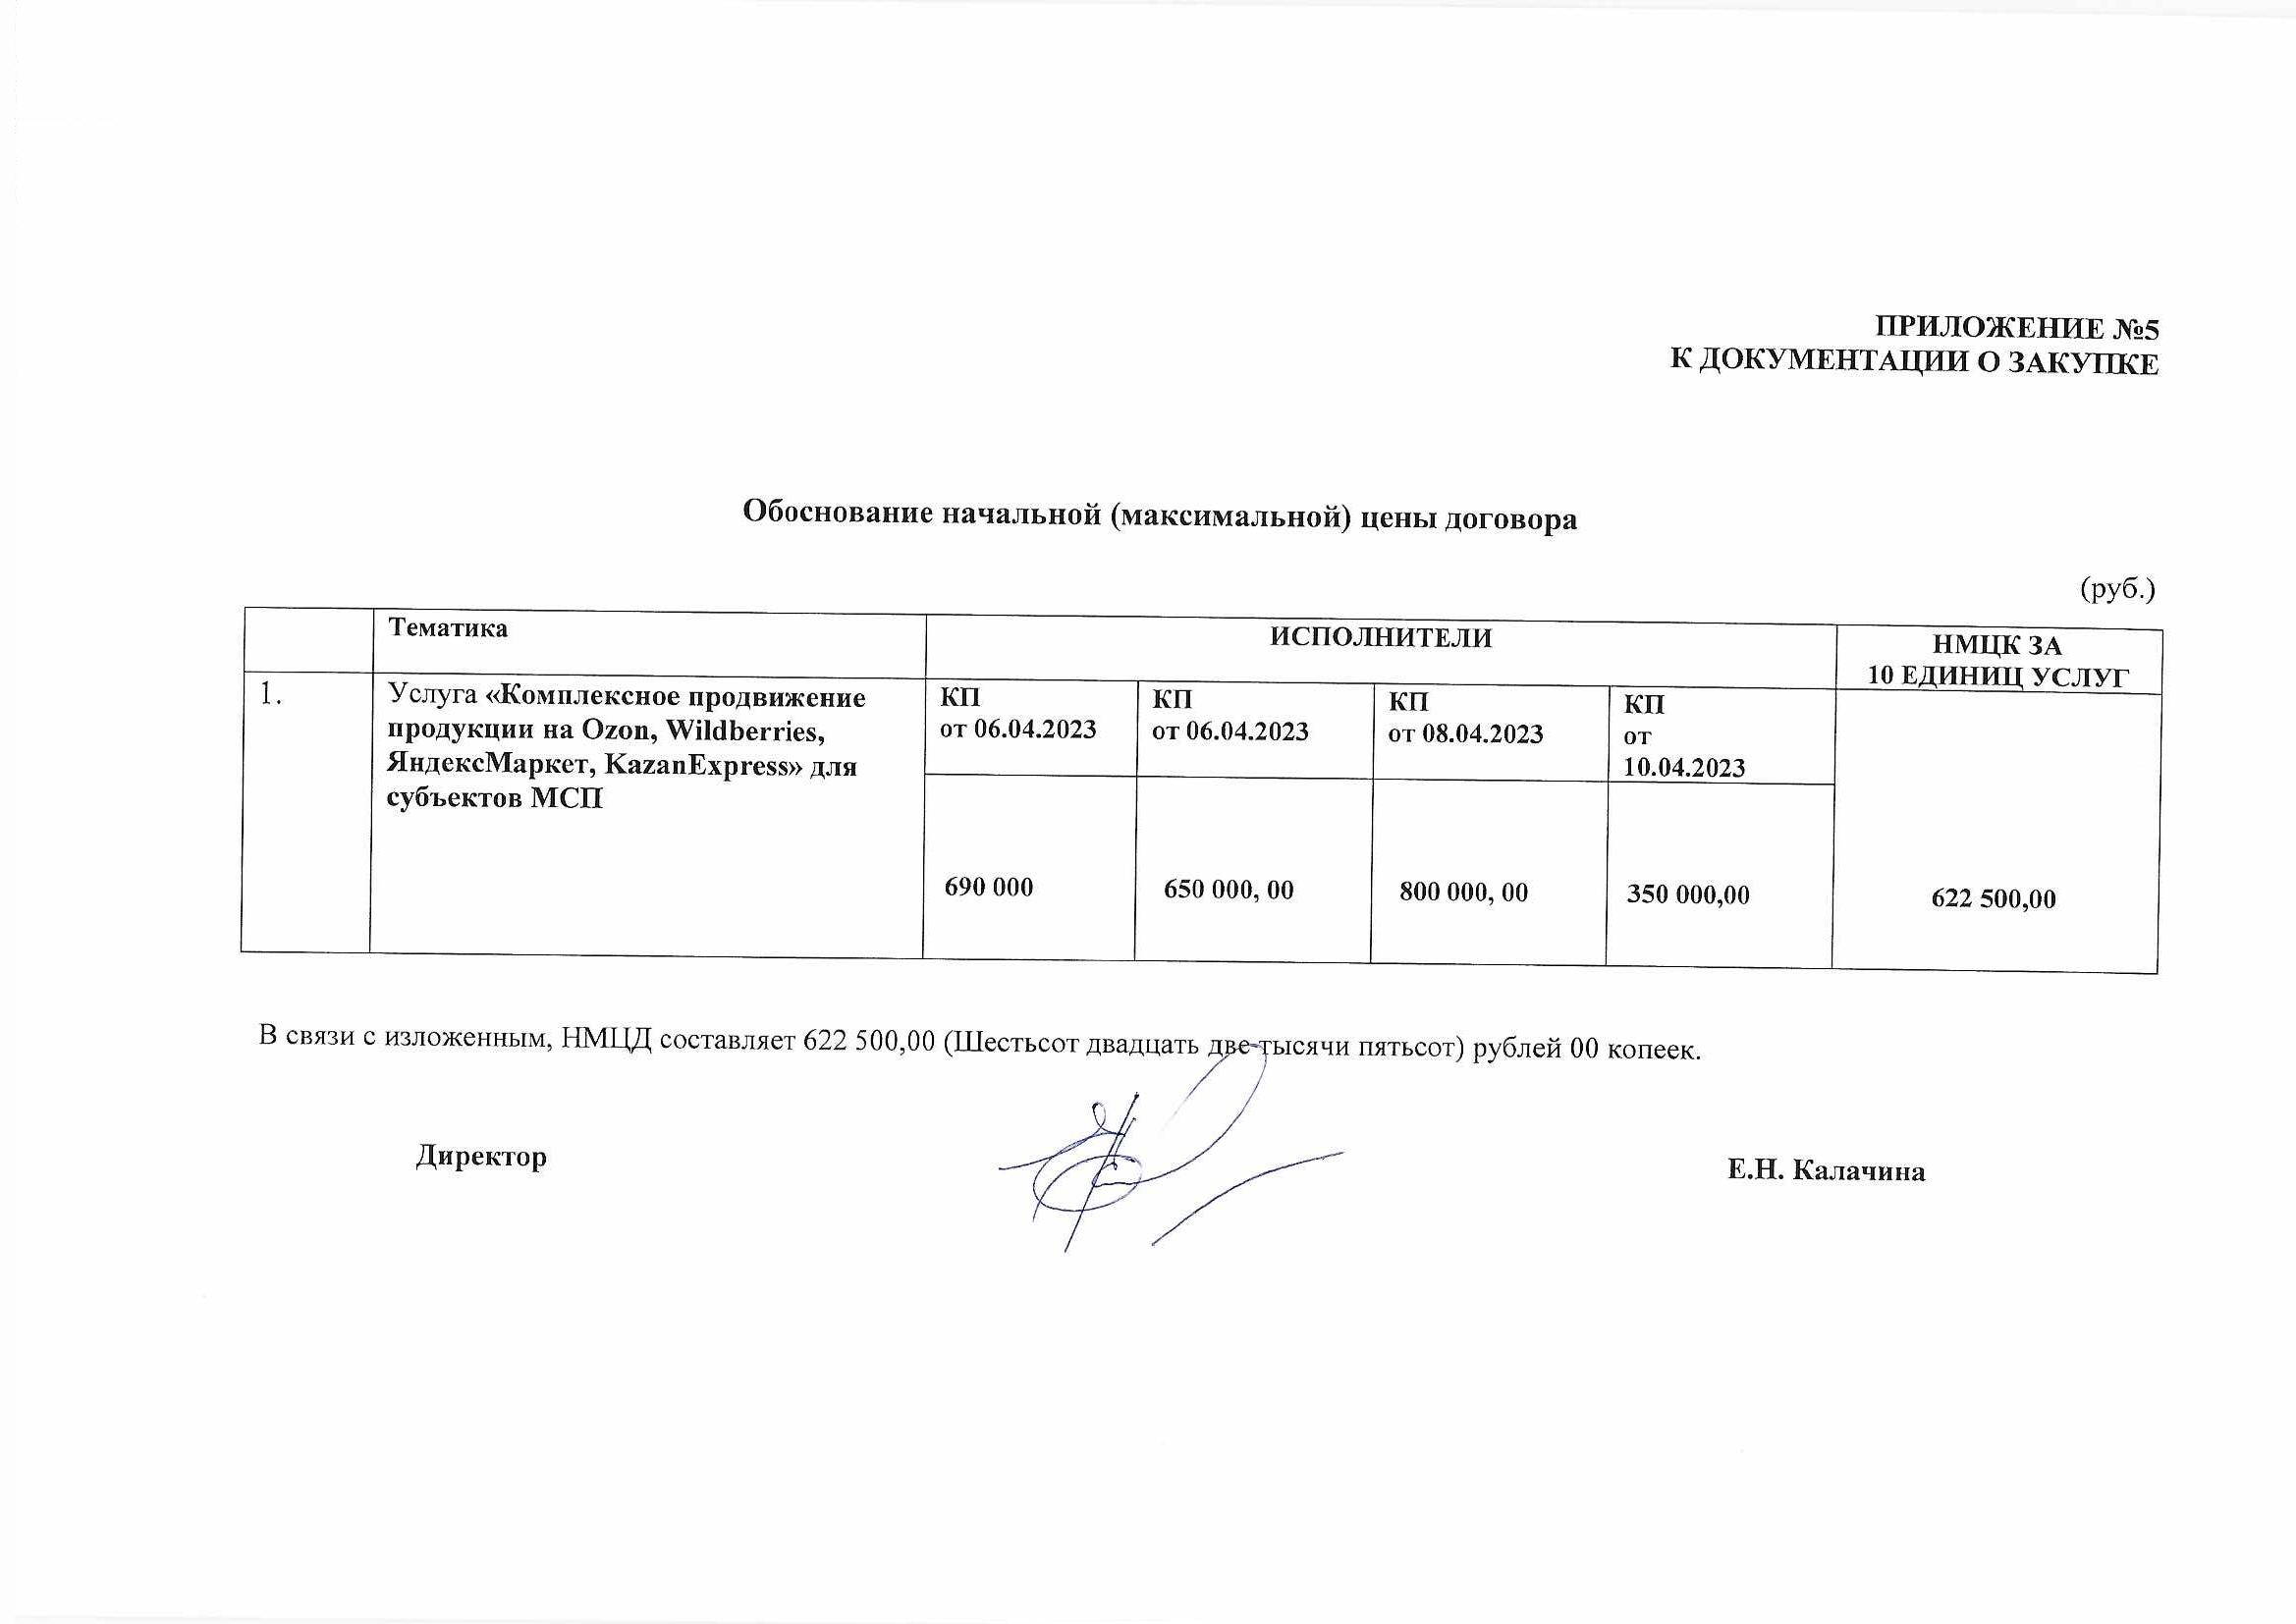 ПРИЛОЖЕНИЕ №5
К ДОКУМЕНТАЦИИ О ЗАКУПКЕ
Обоснование начальной (максимальной) цены договора
(руб.)
Тематика
ИСПОЛНИТЕЛИ
НМЦК ЗА
10 ЕДИНИЦ УСЛУГ
1.
Услуга «Комплексное продвижение
продукции на Ozon, Wildberries,
ЯндексМаркет, KazanExpress» для
субъектов МСП
КП
от 06.04.2023
КП
от 06.04.2023
КП
от 08.04.2023
КП
от
10.04.2023
690 000
650 000, 00
800 000, 00
350 000,00
622 500,00
В связи с изложенным, НМЦД составляет 622 500,00 (Шестьсот двадцать две тысячи пятьсот) рублей 00 копеек.
Директор
Е.Н. Калачина